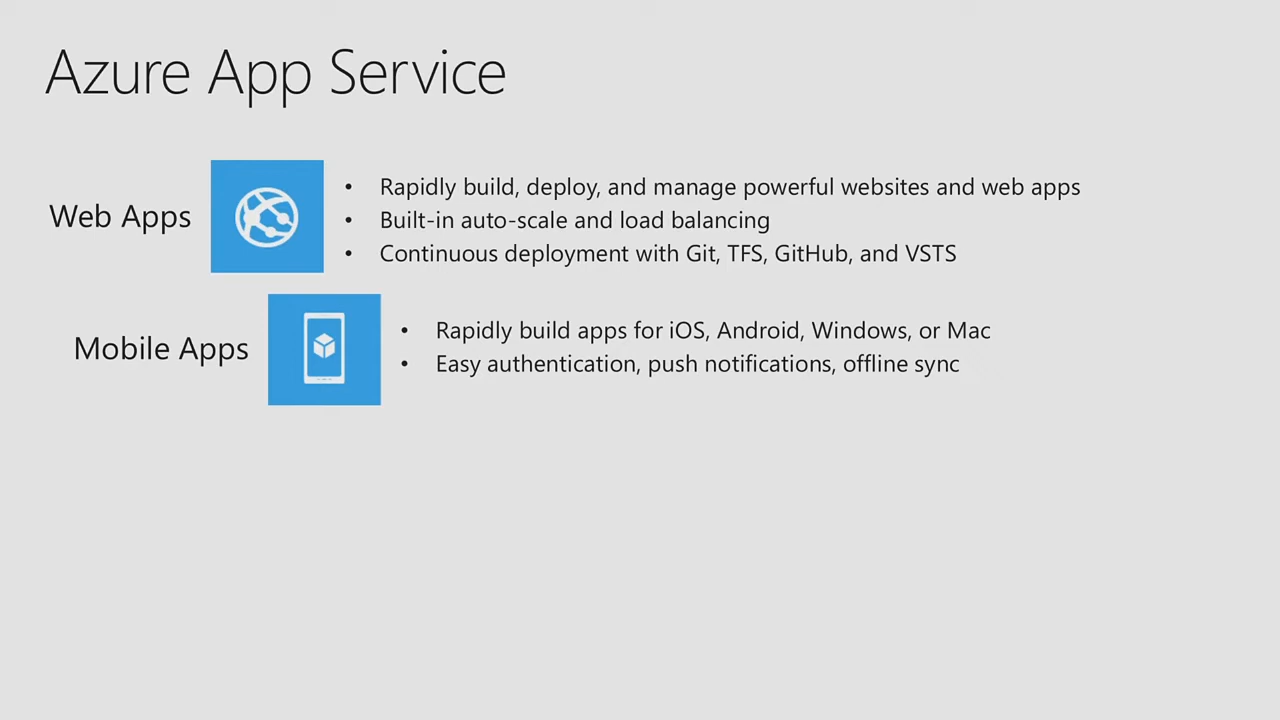 Azure App Service
Web Apps
• Rapidly build, deploy, and manage powerful websites and web apps
• Built-in auto-scale and load balancing
• Continuous deployment with Git, TFS, GitHub, and VSTS
Mobile Apps
• Rapidly build apps for iOS, Android, Windows, or Mac
• Easy authentication, push notifications, offline sync